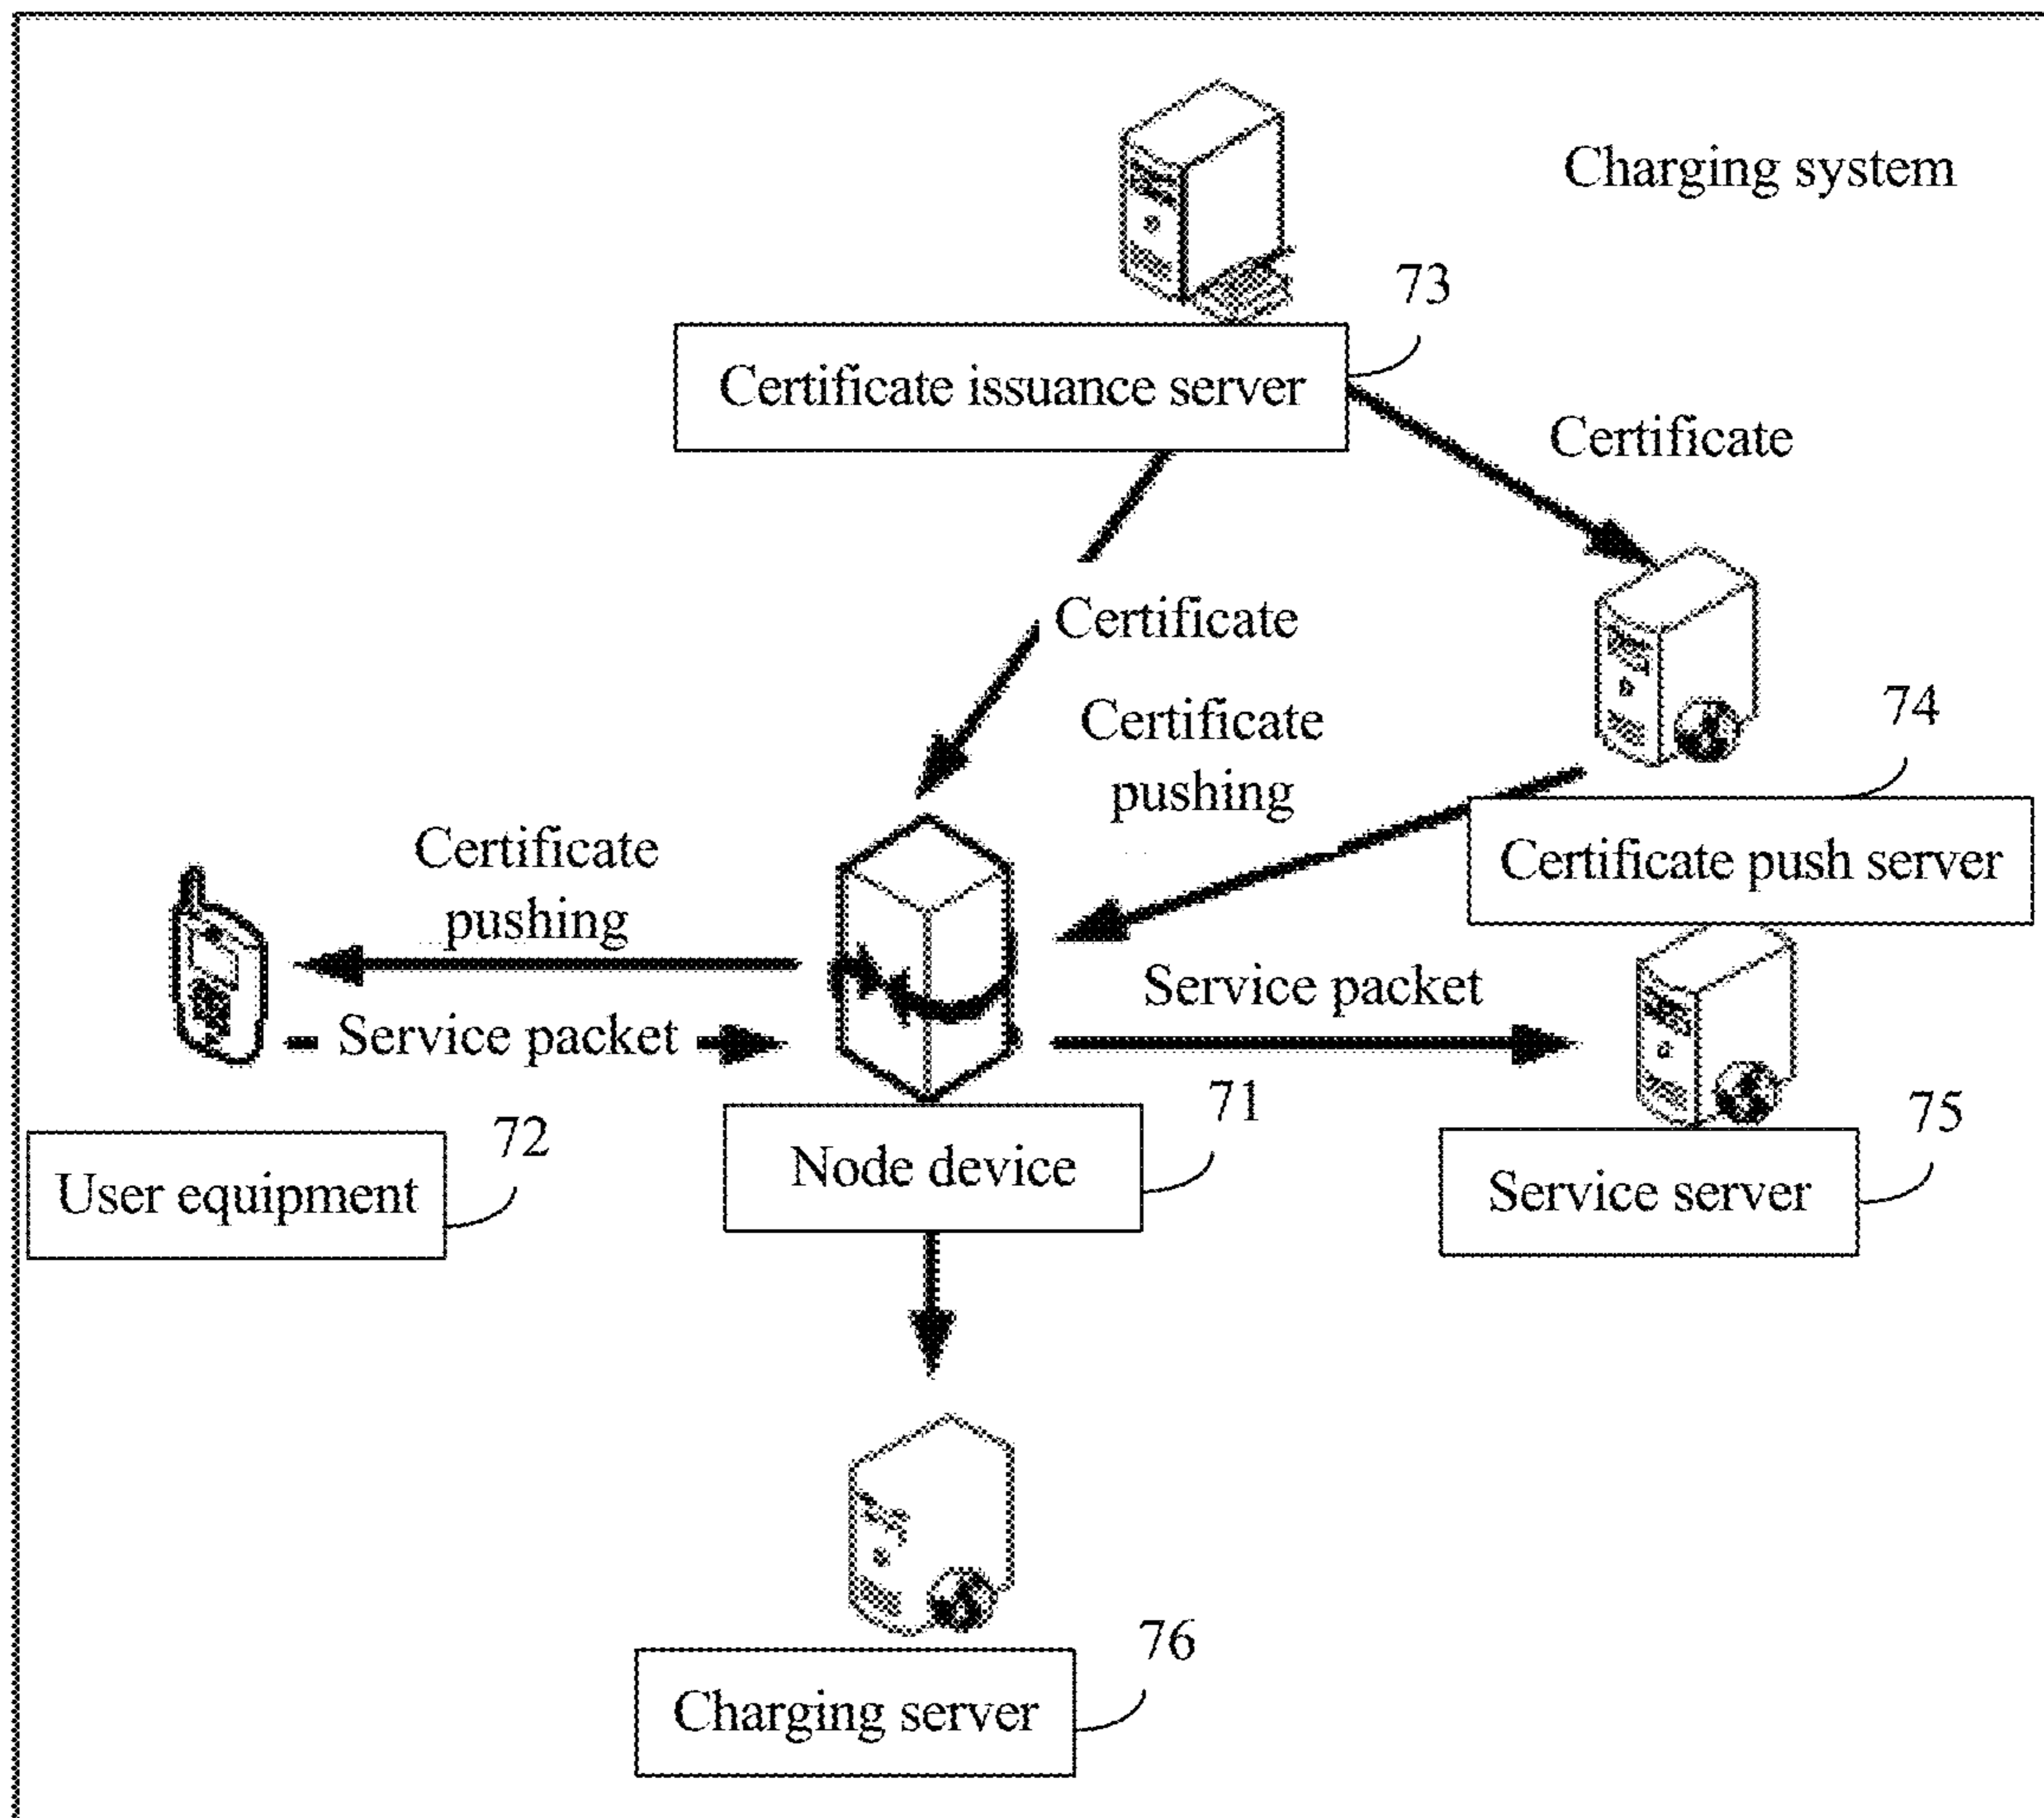 Charging system
73
Certificate issuance server
Certificate
Certificate
74
Certificate
pushing
Certificate push server
Certificate
pushing
Service packet
Service packet
71
72
75
Node device
User equipment
Service server
76
Charging server